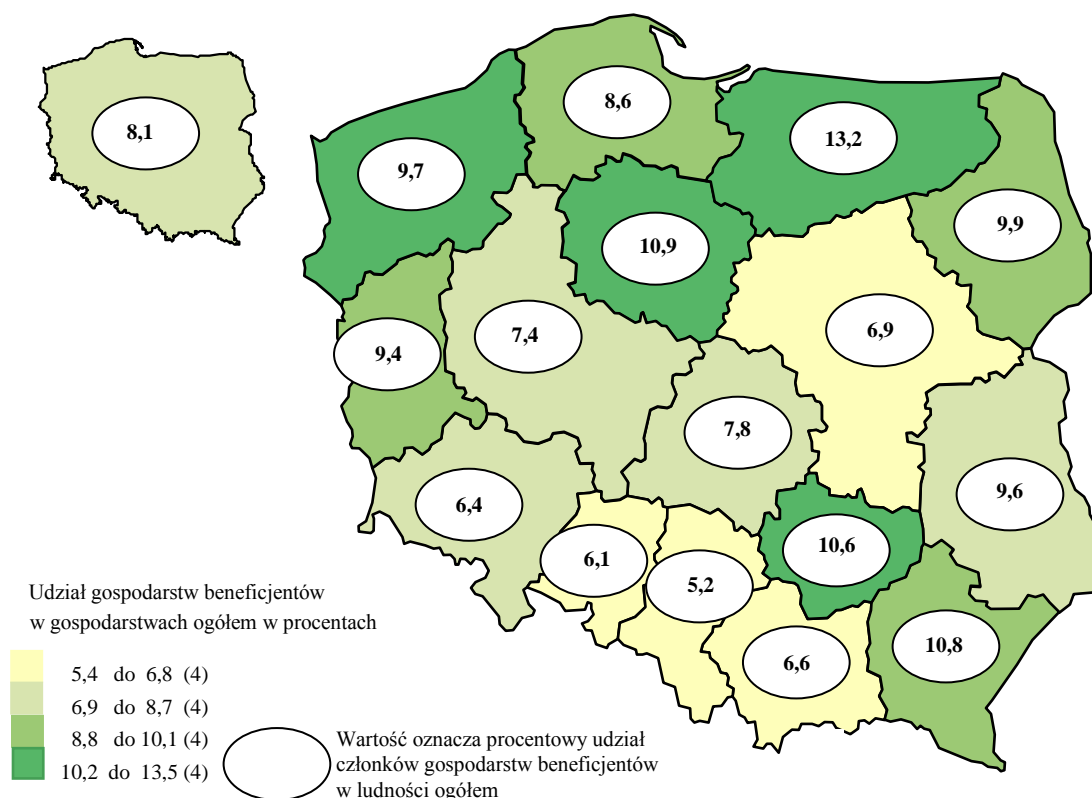 8,1
8,6
13,2
9,7
9,9
10,9
6,9
7,4
9,4
7,8
9,6
6,4
10,6
6,1
5,2
10,8
6,6
Udział gospodarstw beneficjentów
w gospodarstwach ogółem w procentach
5,4 do 6,8 (4)
6,9 do 8,7 (4)
8,8 do 10,1 (4)
10,2 do 13,5 (4)
Wartość oznacza procentowy udział
członków gospodarstw beneficjentów
w ludności ogółem